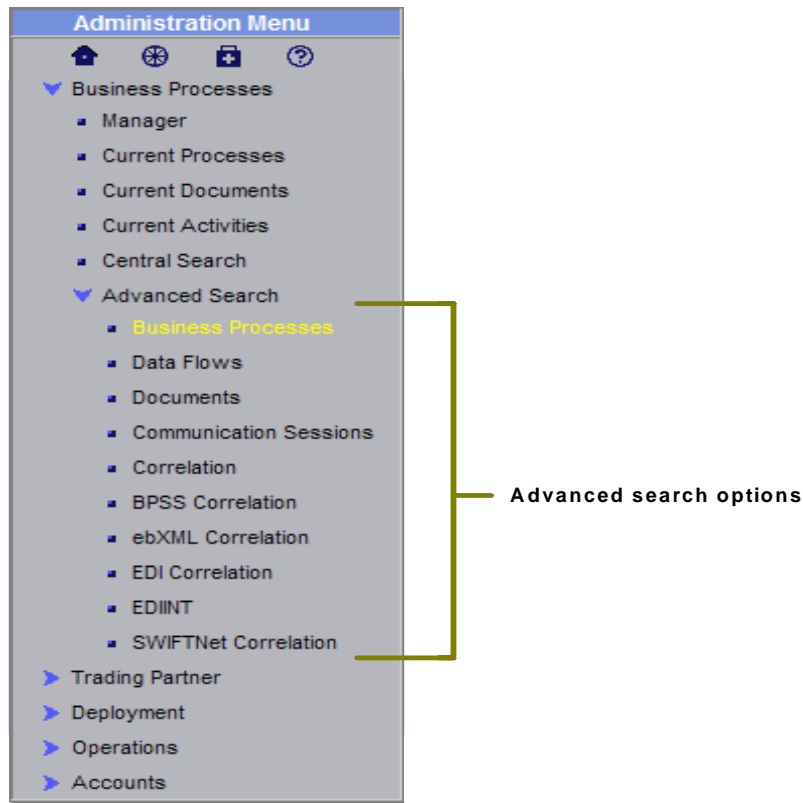 Administration Menu
Business Processes
Manager
Current Processes
Current Documents
Current Activities
Central Search
Advanced Search
Business Processes
Data Flows
Documents
Communication Sessions
Correlation
BPSS Correlation
ebXML Correlation
EDI Correlation
EDIINT
SWIFTNet Correlation
Trading Partner
Deployment
Operations
Accounts
Advanced search options